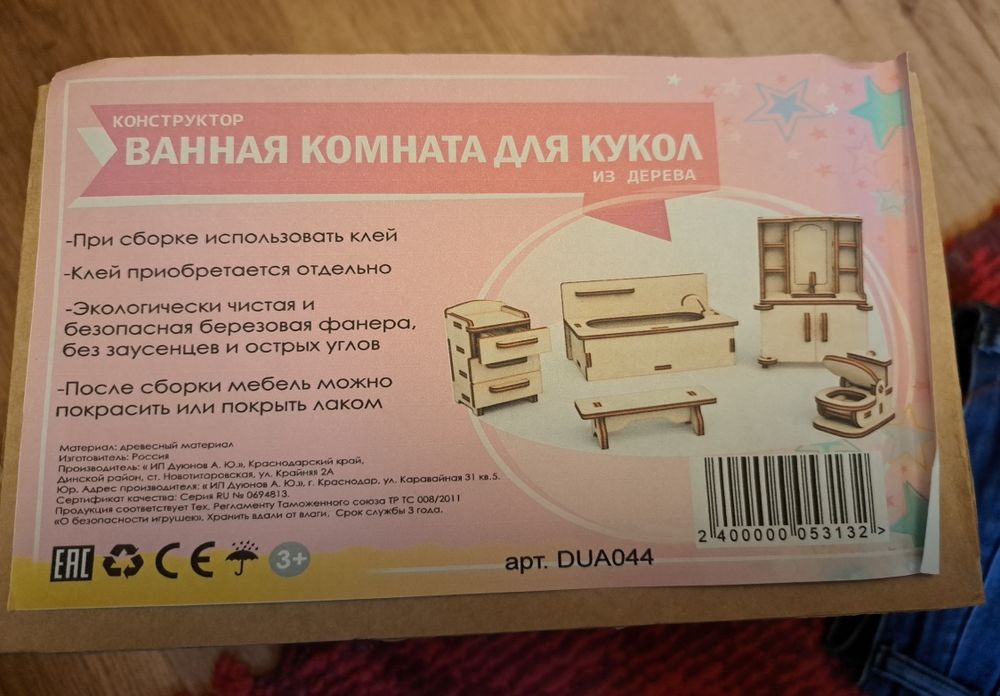 КОНСТРУКТОР
ВАННАЯ КОМНАТА ДЛЯ КУКОЛ
ИЗ ДЕРЕВА
-При сборке использовать клей
-Клей приобретается отдельно
-Экологически чистая и
безопасная березовая фанера,
без заусенцев и острых углов
-После сборки мебель можно
покрасить или покрыть лаком
Материал: древесный материал
Изготовитель: Россия
Производитель: « ИП Дуюнов А. Ю.», Краснодарский край,
Динской район, ст. Новотитаровская, ул. Крайняя 2А
Юр. Адрес производителя: « ИП Дуюнов А. Ю.», г. Краснодар, ул. Каравайная 31 кв.5.
Сертификат качества: Серия RU № 0694813.
Продукция соответствует Тех. Регламенту Таможенного союза ТР ТС 008/2011
«О безопасности игрушек», Хранить вдали от влаги. Срок службы 3 года.
EAC CE 3+
арт. DUA044
2 400000 053132 >